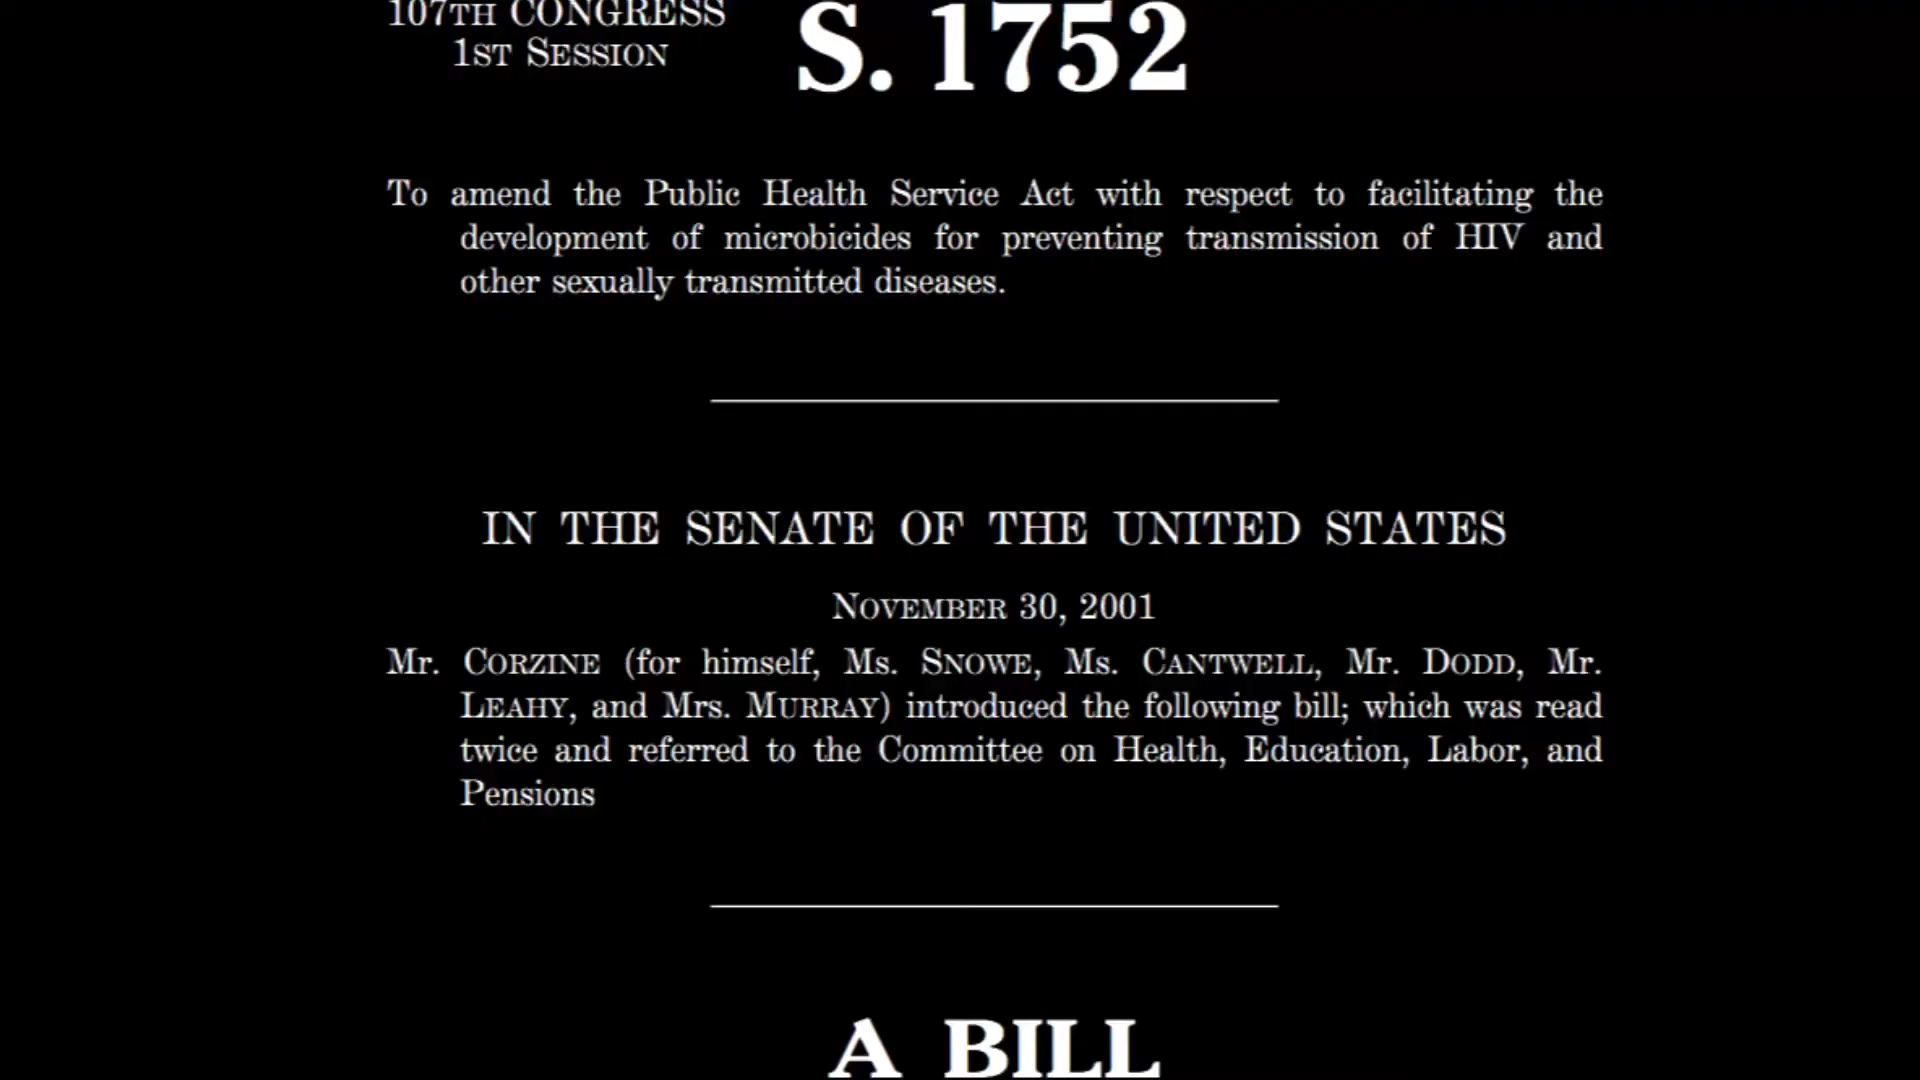 107TH CONGRESS
1ST SESSION
S. 1752
To amend the Public Health Service Act with respect to facilitating the
development of microbicides for preventing transmission of HIV and
other sexually transmitted diseases.
IN THE SENATE OF THE UNITED STATES
NOVEMBER 30, 2001
Mr. CORZINE (for himself, Ms. SNOWE, Ms. CANTWELL, Mr. DODD, Mr.
LEAHY, and Mrs. MURRAY) introduced the following bill; which was read
twice and referred to the Committee on Health, Education, Labor, and
Pensions
A BILL